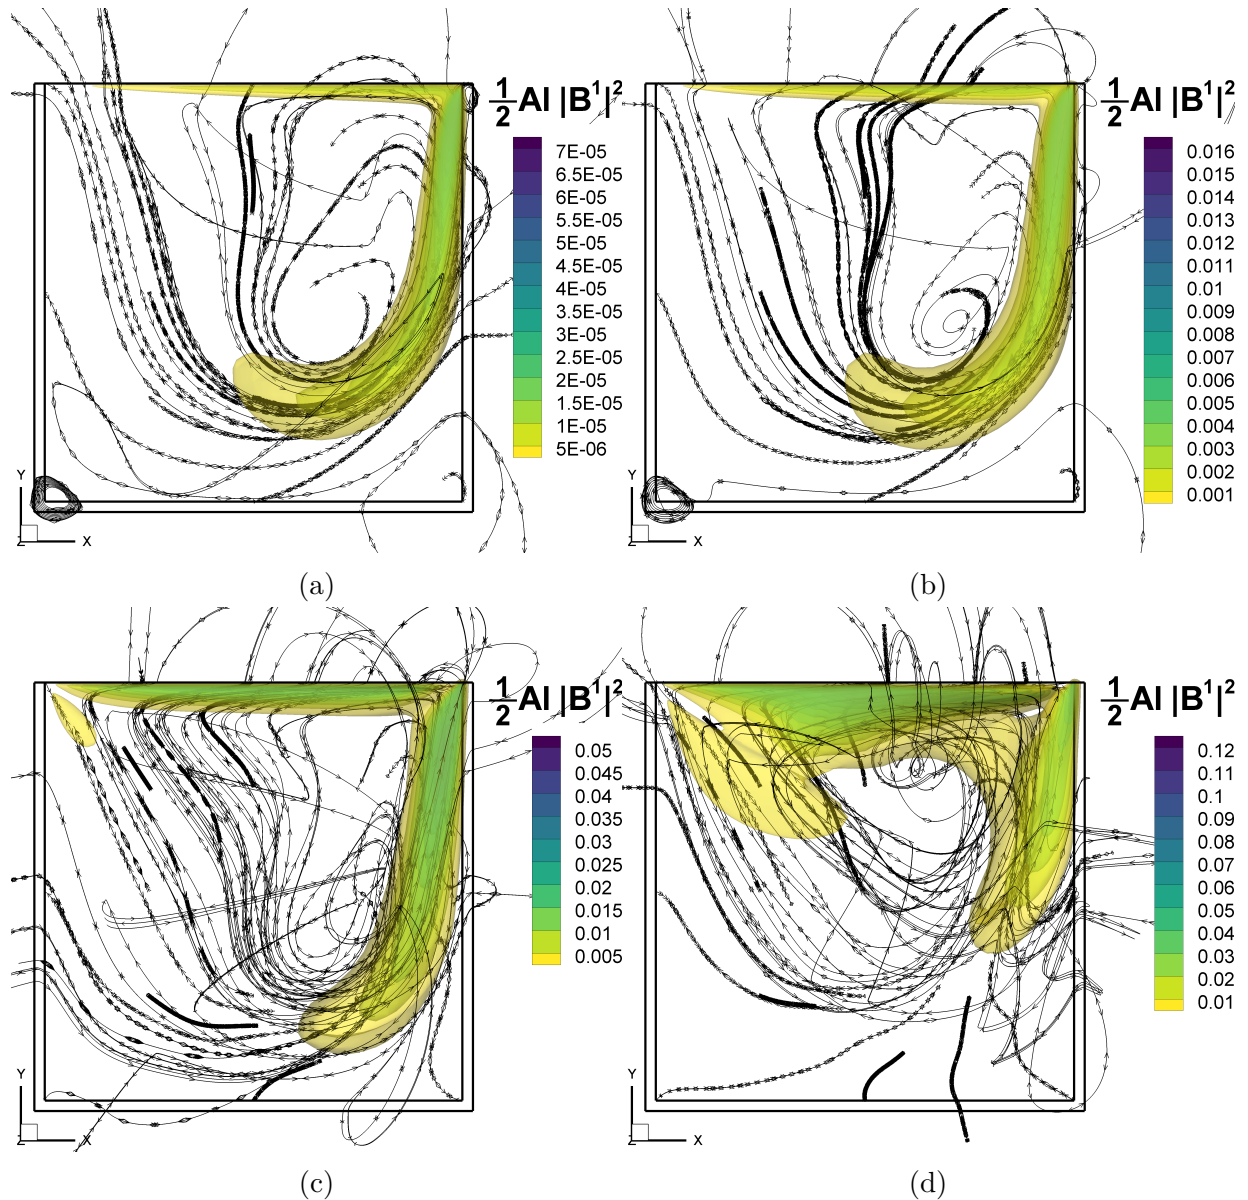 1/2 Al |B¹|²
7E-05
6.5E-05
6E-05
5.5E-05
5E-05
4.5E-05
4E-05
3.5E-05
3E-05
2.5E-05
2E-05
1.5E-05
1E-05
5E-06
Y
Z X
(a)
1/2 Al |B¹|²
0.016
0.015
0.014
0.013
0.012
0.011
0.01
0.009
0.008
0.007
0.006
0.005
0.004
0.003
0.002
0.001
Y
Z X
(b)
1/2 Al |B¹|²
0.05
0.045
0.04
0.035
0.03
0.025
0.02
0.015
0.01
0.005
Y
Z X
(c)
1/2 Al |B¹|²
0.12
0.11
0.1
0.09
0.08
0.07
0.06
0.05
0.04
0.03
0.02
0.01
Y
Z X
(d)